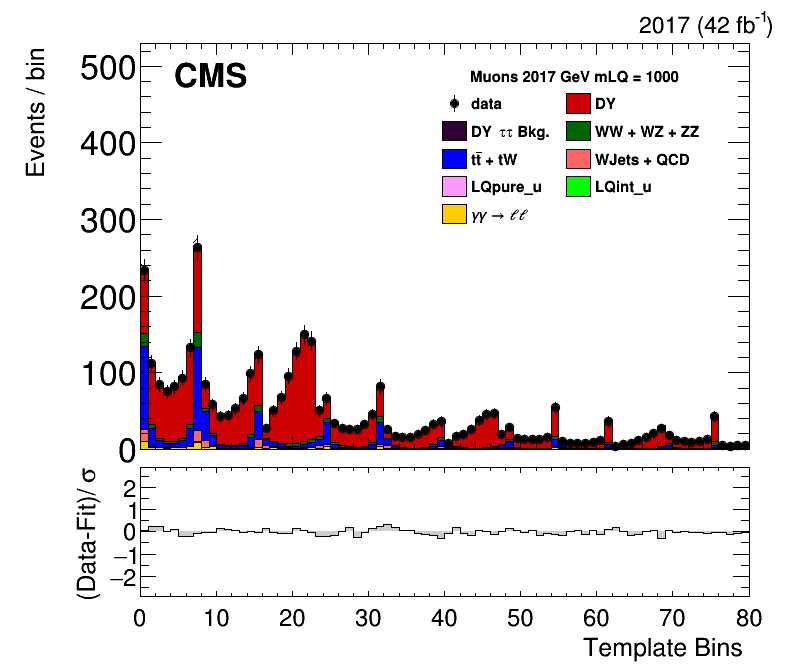 2017 (42 fb⁻¹)
CMS
Muons 2017 GeV mLQ = 1000
data
DY
DY ττ Bkg.
WW + WZ + ZZ
tt̄ + tW
WJets + QCD
LQpure_u
LQint_u
γγ → ℓℓ
Events / bin
500
400
300
200
100
0
(Data-Fit)/ σ
2
1
0
−1
−2
0 10 20 30 40 50 60 70 80
Template Bins